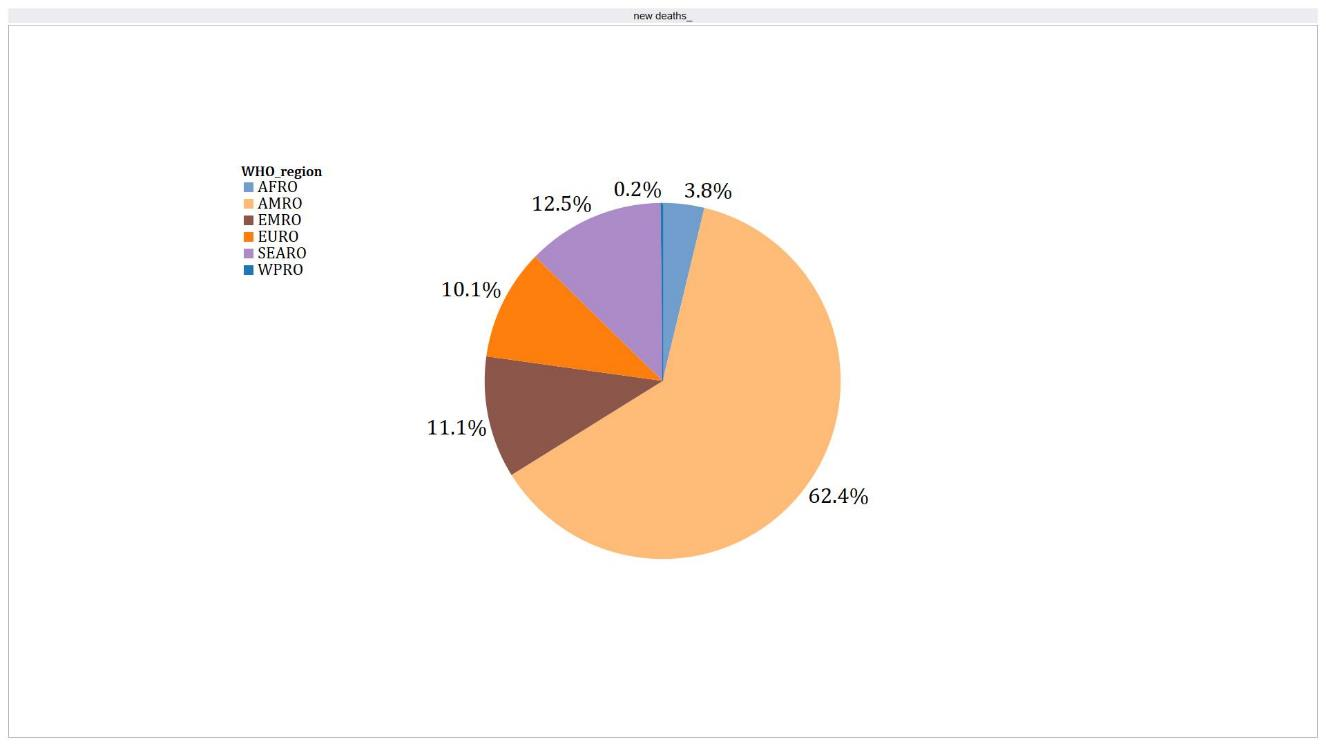 new deaths_
WHO_region
AFRO
AMRO
EMRO
EURO
SEARO
WPRO
0.2%
3.8%
12.5%
10.1%
11.1%
62.4%